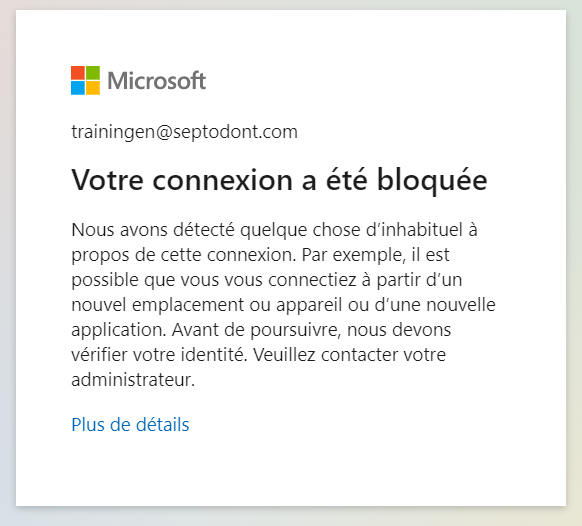 Microsoft
trainingen@septodont.com
Votre connexion a été bloquée
Nous avons détecté quelque chose d’inhabituel à
propos de cette connexion. Par exemple, il est
possible que vous vous connectiez à partir d’un
nouvel emplacement ou appareil ou d’une nouvelle
application. Avant de poursuivre, nous devons
vérifier votre identité. Veuillez contacter votre
administrateur.
Plus de détails